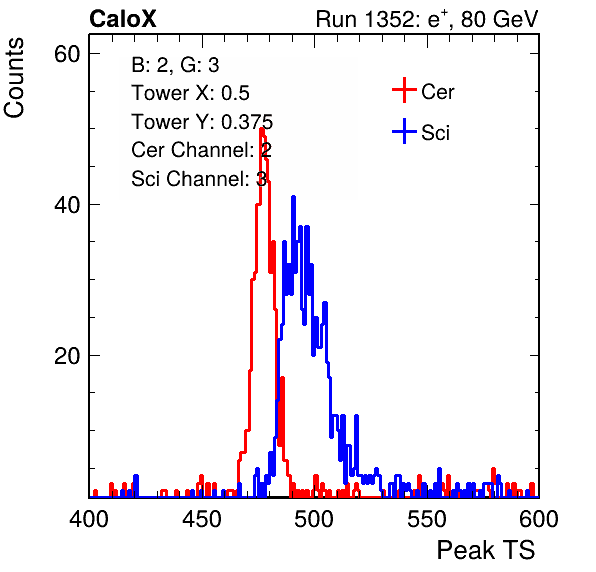 CaloX Run 1352: e+, 80 GeV
Counts
B: 2, G: 3
Tower X: 0.5
Tower Y: 0.375
Cer Channel: 2
Sci Channel: 3
Cer
Sci
60
40
20
400 450 500 550 600
Peak TS